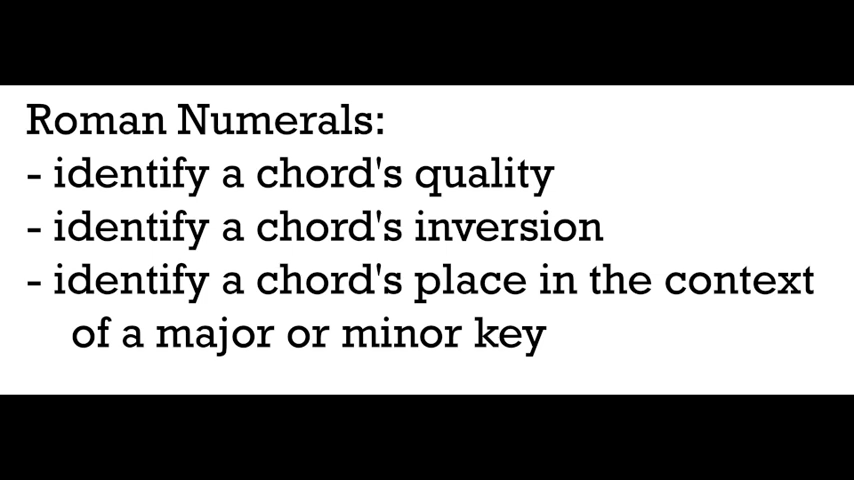 Roman Numerals:
- identify a chord's quality
- identify a chord's inversion
- identify a chord's place in the context
of a major or minor key